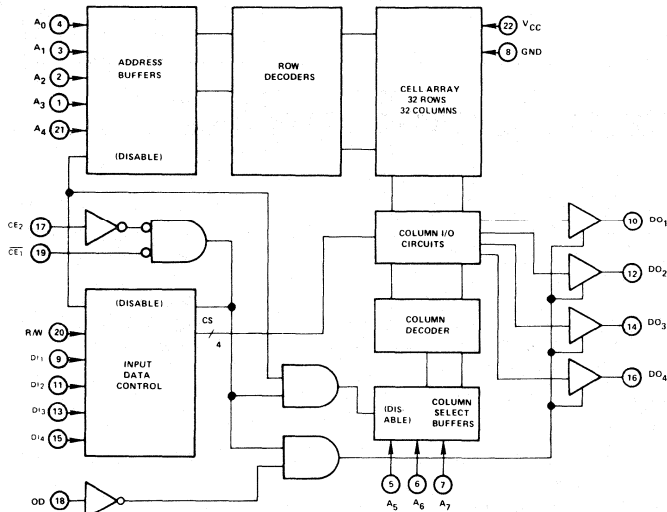 A0 4
A1 3
A2 2
A3 1
A4 21
ADDRESS
BUFFERS
(DISABLE)
ROW
DECODERS
CELL ARRAY
32 ROWS
32 COLUMNS
22 VCC
8 GND
CE2 17
CE1 19
COLUMN I/O
CIRCUITS
10 DO1
12 DO2
14 DO3
16 DO4
(DISABLE)
CS
4
R/W 20
DI1 9
DI2 11
DI3 13
DI4 15
INPUT
DATA
CONTROL
COLUMN
DECODER
(DIS-
ABLE)
COLUMN
SELECT
BUFFERS
OD 18
5 6 7
A5 A6 A7